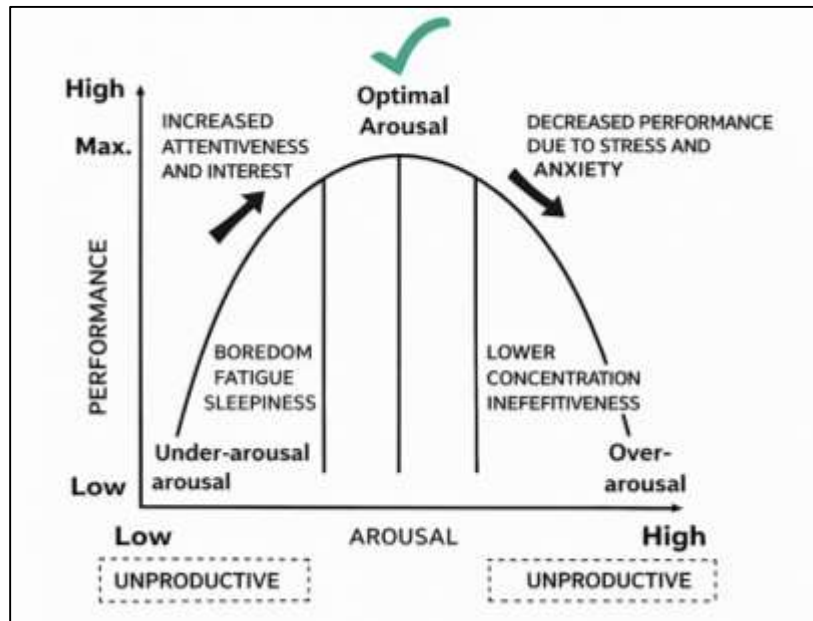 High
Max.
PERFORMANCE
Low
INCREASED
ATTENTIVENESS
AND INTEREST
Optimal
Arousal
DECREASED PERFORMANCE
DUE TO STRESS AND
ANXIETY
BOREDOM
FATIGUE
SLEEPINESS
LOWER
CONCENTRATION
INEFEFITIVENESS
Under-arousal
arousal
Over-
arousal
Low
AROUSAL
High
UNPRODUCTIVE
UNPRODUCTIVE